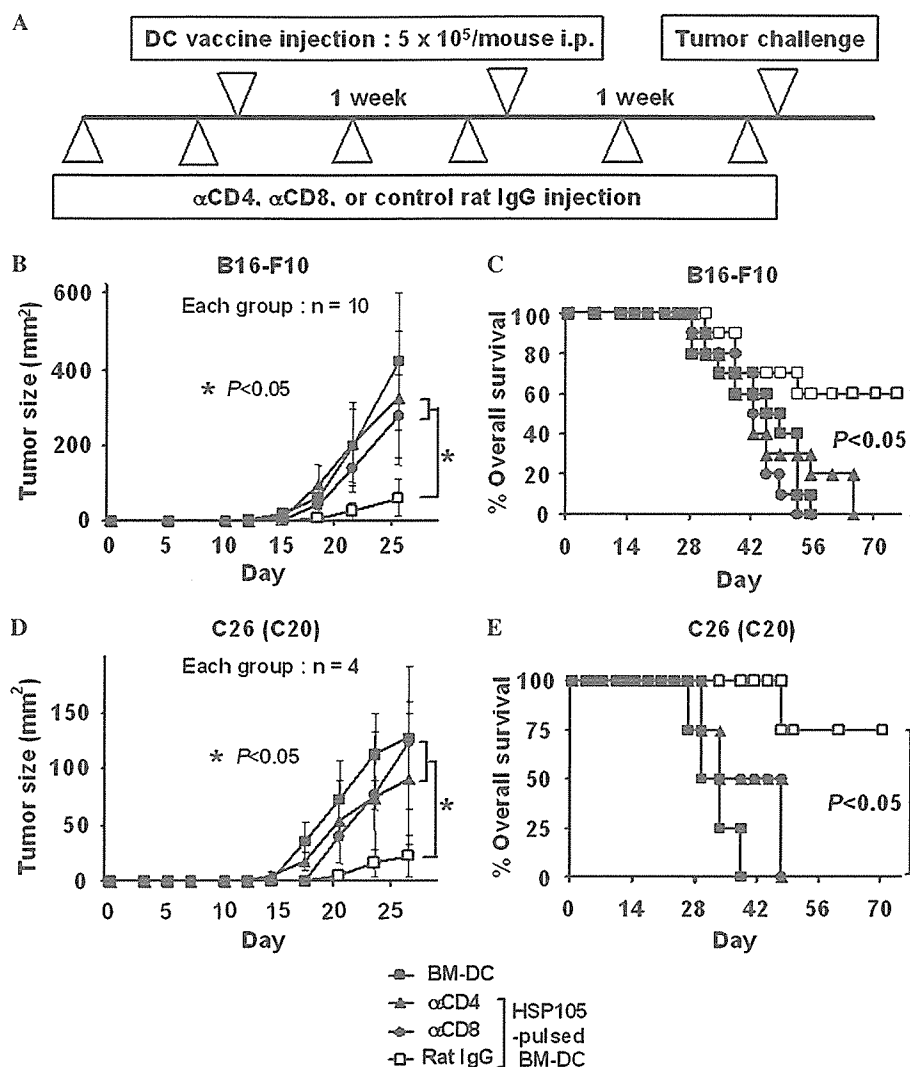 A
DC vaccine injection : 5 x 10⁵/mouse i.p.
Tumor challenge
1 week
1 week
αCD4, αCD8, or control rat IgG injection
B
B16-F10
Each group : n = 10
* P<0.05
*
Tumor size (mm²)
600
400
200
0
0 5 10 15 20 25
Day
C
B16-F10
% Overall survival
100
80
60
40
20
0
P<0.05
0 14 28 42 56 70
Day
D
C26 (C20)
Each group : n = 4
* P<0.05
*
Tumor size (mm²)
150
100
50
0
0 5 10 15 20 25
Day
E
C26 (C20)
% Overall survival
100
75
50
25
0
P<0.05
0 14 28 42 56 70
Day
BM-DC
αCD4
αCD8
Rat IgG
HSP105
-pulsed
BM-DC